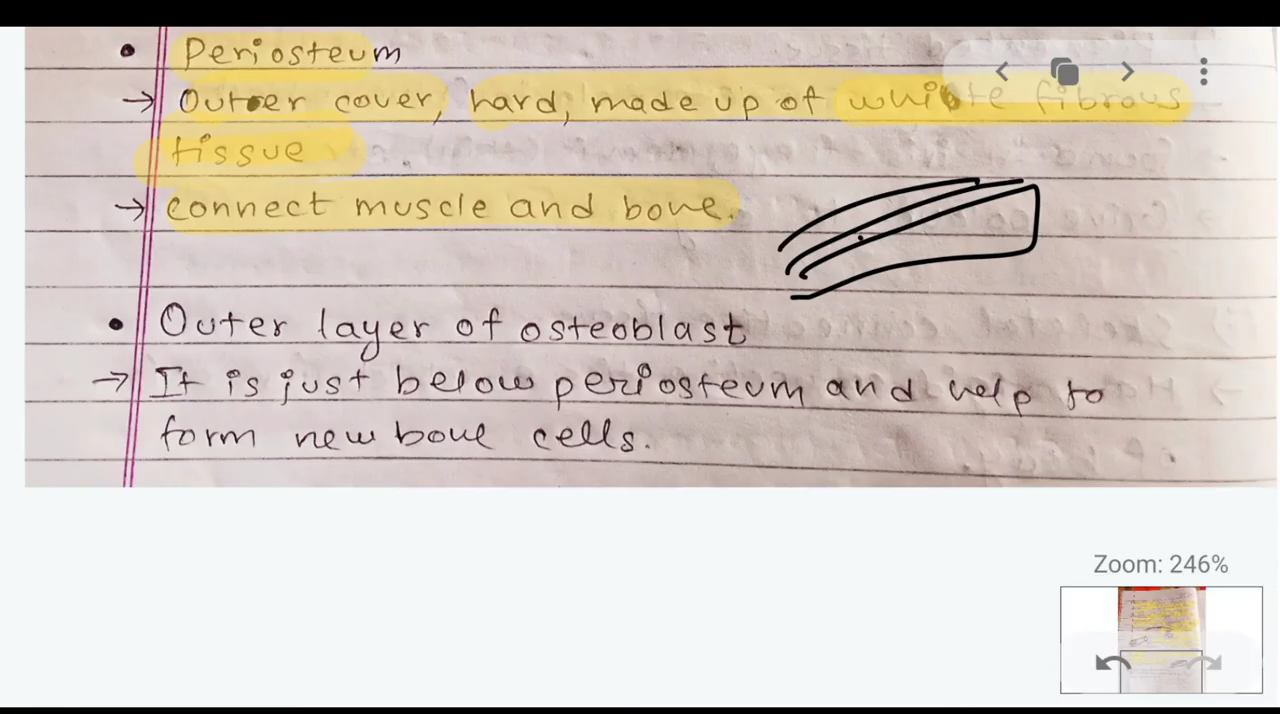 • Periosteum
→ Outer cover, hard, made up of white fibrous
tissue .
→ connect muscle and bone.
• Outer layer of osteoblast
→ It is just below periosteum and help to
form new bone cells.
Zoom: 246%